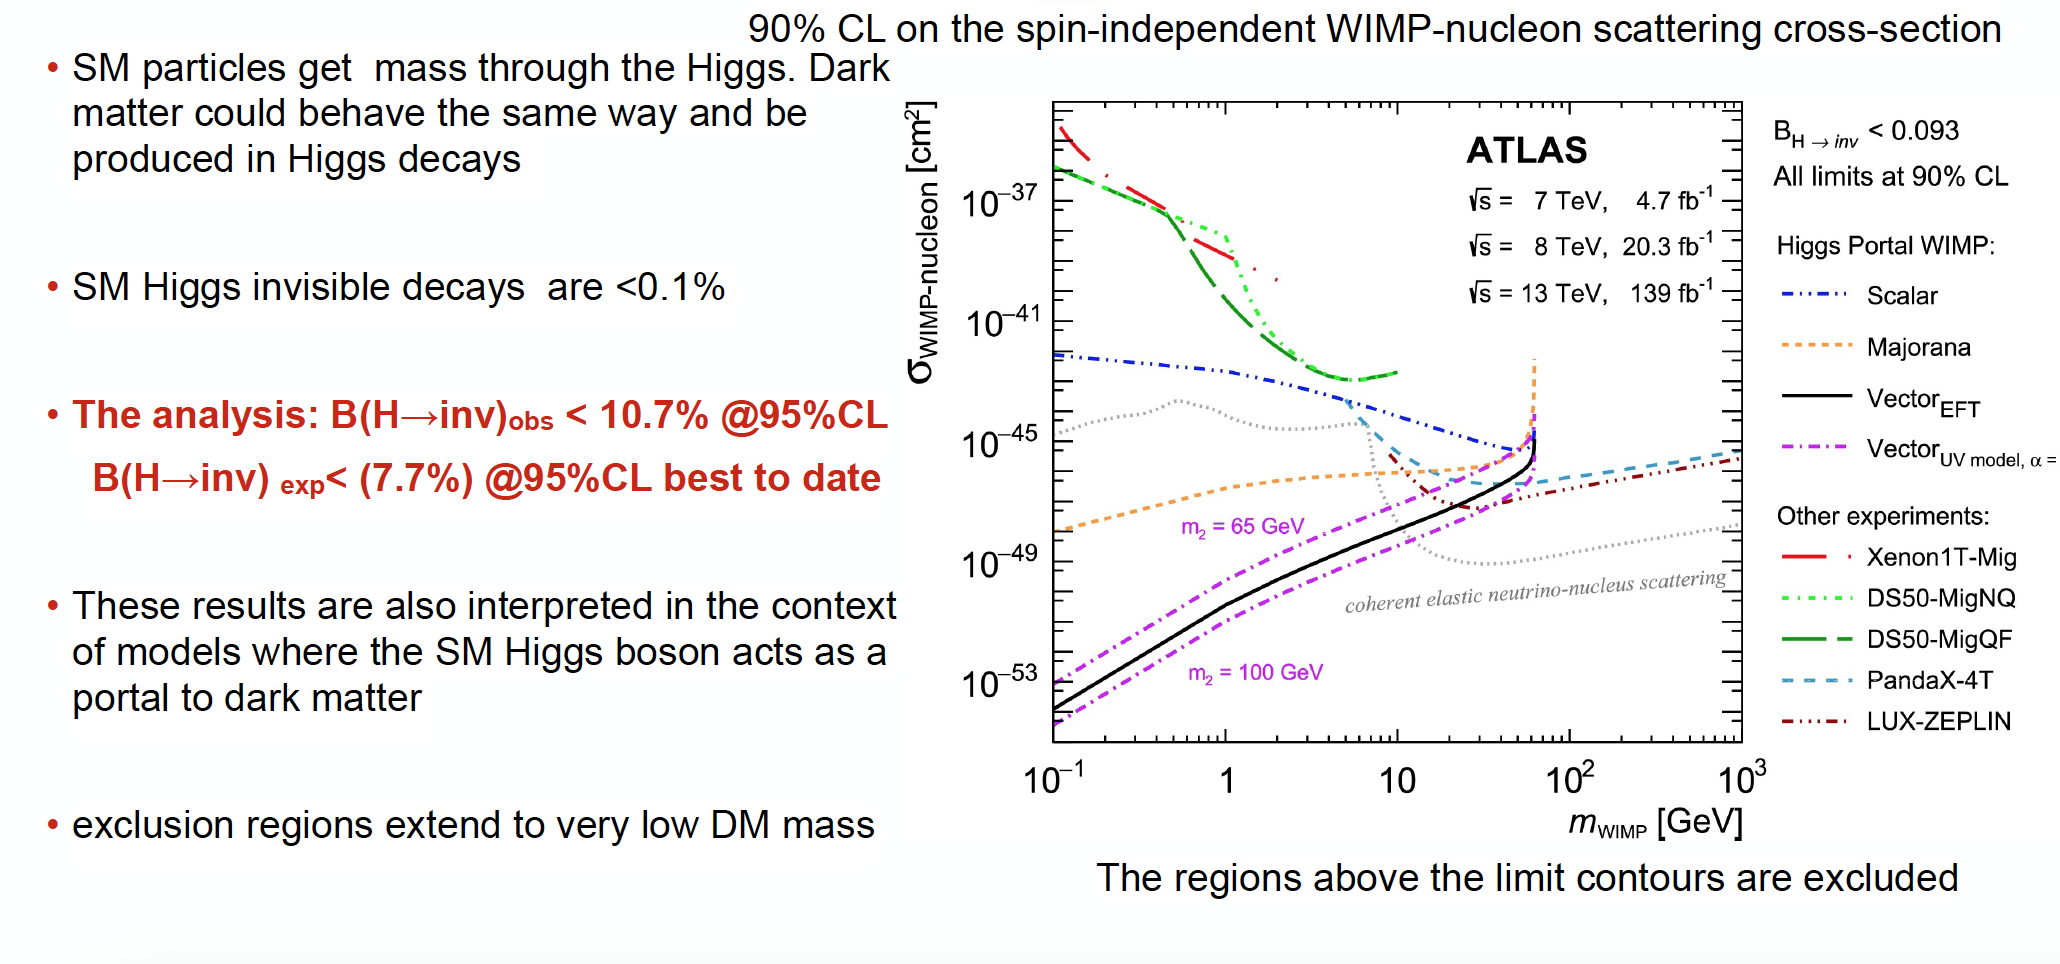 90% CL on the spin-independent WIMP-nucleon scattering cross-section
• SM particles get  mass through the Higgs. Dark
matter could behave the same way and be
produced in Higgs decays
• SM Higgs invisible decays  are <0.1%
• The analysis: B(H→inv)obs < 10.7% @95%CL
B(H→inv) exp< (7.7%) @95%CL best to date
• These results are also interpreted in the context
of models where the SM Higgs boson acts as a
portal to dark matter
• exclusion regions extend to very low DM mass
σWIMP-nucleon [cm²]
10⁻³⁷
10⁻⁴¹
10⁻⁴⁵
10⁻⁴⁹
10⁻⁵³
ATLAS
√s = 7 TeV, 4.7 fb⁻¹
√s = 8 TeV, 20.3 fb⁻¹
√s = 13 TeV, 139 fb⁻¹
m₂ = 65 GeV
coherent elastic neutrino-nucleus scattering
m₂ = 100 GeV
10⁻¹ 1 10 10² 10³
mWIMP [GeV]
BH → inv < 0.093
All limits at 90% CL
Higgs Portal WIMP:
Scalar
Majorana
VectorEFT
VectorUV model, α =
Other experiments:
Xenon1T-Mig
DS50-MigNQ
DS50-MigQF
PandaX-4T
LUX-ZEPLIN
The regions above the limit contours are excluded